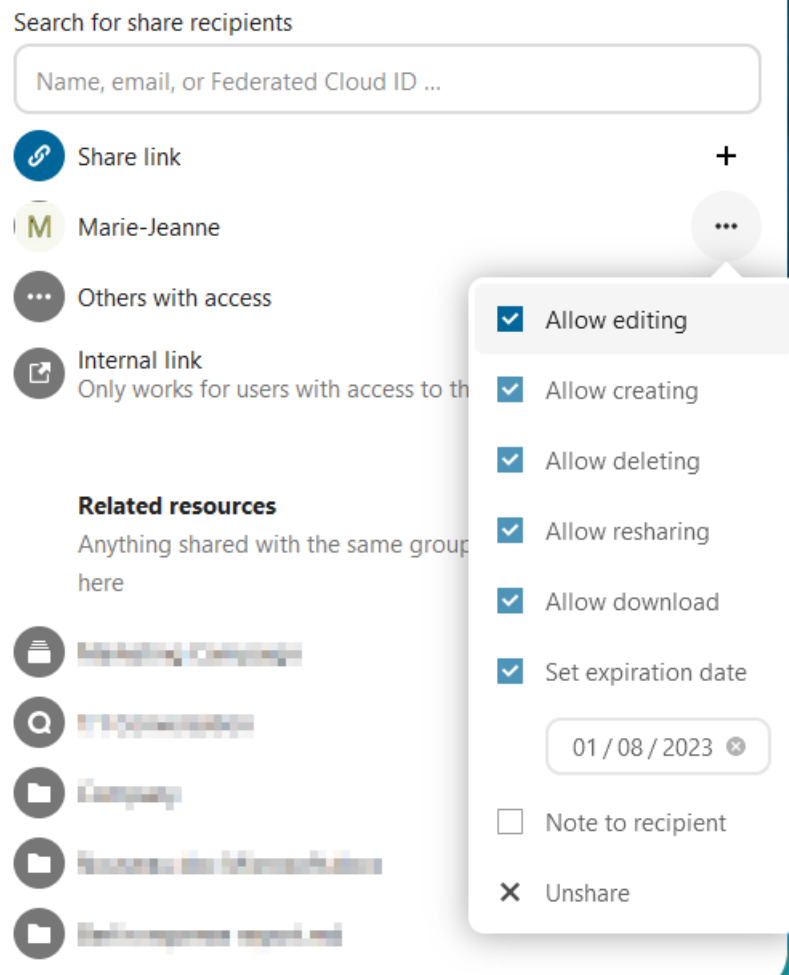 Search for share recipients
Name, email, or Federated Cloud ID ...
Share link
M Marie-Jeanne
Others with access
Internal link
Only works for users with access to th
Allow editing
Allow creating
Allow deleting
Allow resharing
Allow download
Set expiration date
01 / 08 / 2023
Note to recipient
Unshare
Related resources
Anything shared with the same group
here